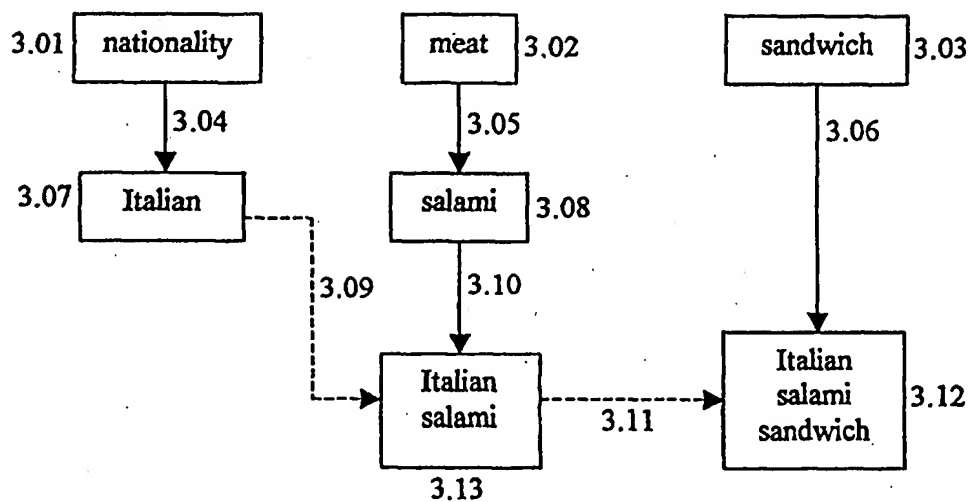 3.01 nationality meat 3.02 sandwich 3.03
3.04 3.05 3.06
3.07 Italian salami 3.08
3.09 3.10
Italian
salami
3.13
3.11
Italian
salami
sandwich
3.12